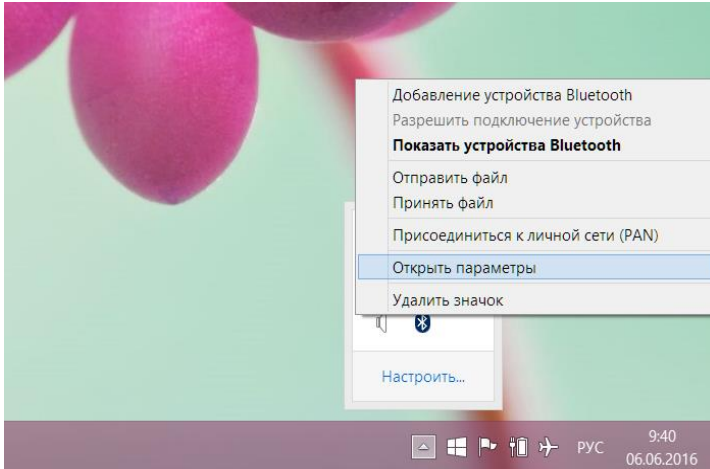 Добавление устройства Bluetooth
Разрешить подключение устройства
Показать устройства Bluetooth
Отправить файл
Принять файл
Присоединиться к личной сети (PAN)
Открыть параметры
Удалить значок
Настроить...
РУС
9:40
06.06.2016